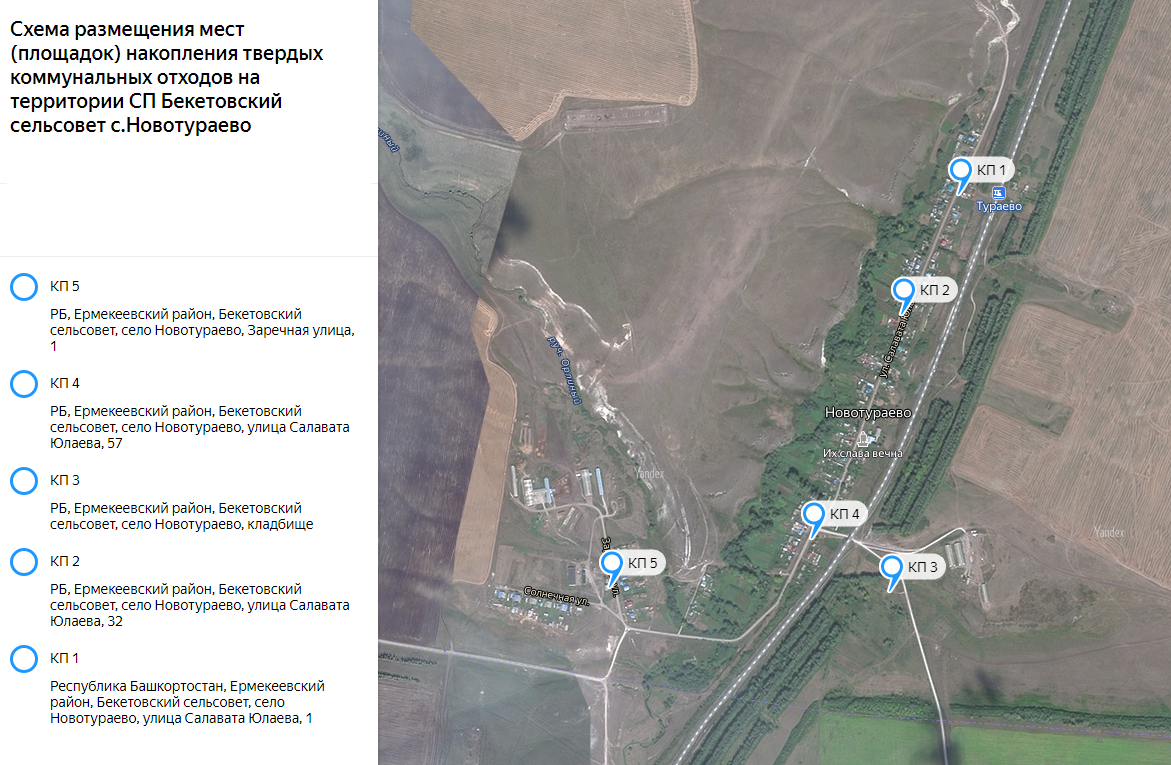 Схема размещения мест
(площадок) накопления твердых
коммунальных отходов на
территории СП Бекетовский
сельсовет с.Новотураево
КП 5
РБ, Ермекеевский район, Бекетовский
сельсовет, село Новотураево, Заречная улица,
1
КП 4
РБ, Ермекеевский район, Бекетовский
сельсовет, село Новотураево, улица Салавата
Юлаева, 57
КП 3
РБ, Ермекеевский район, Бекетовский
сельсовет, село Новотураево, кладбище
КП 2
РБ, Ермекеевский район, Бекетовский
сельсовет, село Новотураево, улица Салавата
Юлаева, 32
КП 1
Республика Башкортостан, Ермекеевский
район, Бекетовский сельсовет, село
Новотураево, улица Салавата Юлаева, 1
КП 1
Тураево
КП 2
ул. Салавата
руч. Орлиный
Новотураево
Их слава вечна
Yandex
КП 4
Yandex
КП 5
КП 3
Солнечная ул.